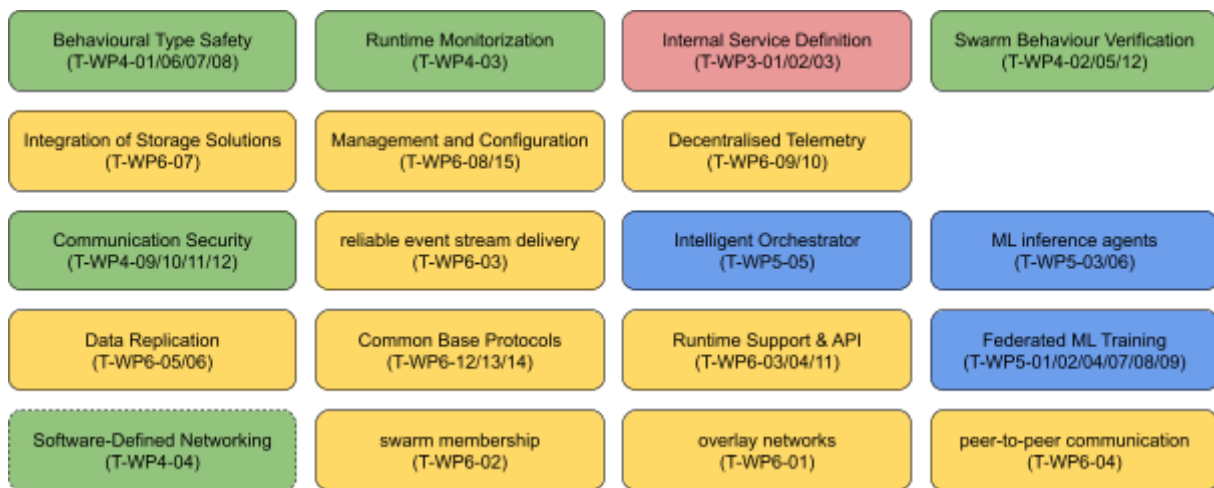 Behavioural Type Safety
(T-WP4-01/06/07/08)
Runtime Monitorization
(T-WP4-03)
Internal Service Definition
(T-WP3-01/02/03)
Swarm Behaviour Verification
(T-WP4-02/05/12)
Integration of Storage Solutions
(T-WP6-07)
Management and Configuration
(T-WP6-08/15)
Decentralised Telemetry
(T-WP6-09/10)
Communication Security
(T-WP4-09/10/11/12)
reliable event stream delivery
(T-WP6-03)
Intelligent Orchestrator
(T-WP5-05)
ML inference agents
(T-WP5-03/06)
Data Replication
(T-WP6-05/06)
Common Base Protocols
(T-WP6-12/13/14)
Runtime Support & API
(T-WP6-03/04/11)
Federated ML Training
(T-WP5-01/02/04/07/08/09)
Software-Defined Networking
(T-WP4-04)
swarm membership
(T-WP6-02)
overlay networks
(T-WP6-01)
peer-to-peer communication
(T-WP6-04)